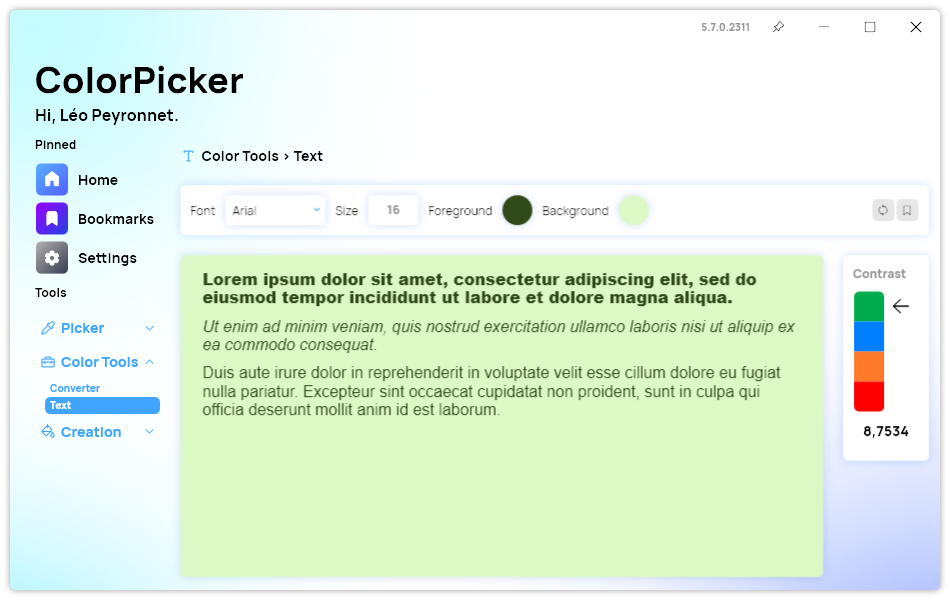 5.7.0.2311
ColorPicker
Hi, Léo Peyronnet.
Pinned
Home
Bookmarks
Settings
Tools
Picker
Color Tools
Converter
Text
Creation
Color Tools > Text
Font Arial Size 16 Foreground Background
Lorem ipsum dolor sit amet, consectetur adipiscing elit, sed do
eiusmod tempor incididunt ut labore et dolore magna aliqua.
Ut enim ad minim veniam, quis nostrud exercitation ullamco laboris nisi ut aliquip ex
ea commodo consequat.
Duis aute irure dolor in reprehenderit in voluptate velit esse cillum dolore eu fugiat
nulla pariatur. Excepteur sint occaecat cupidatat non proident, sunt in culpa qui
officia deserunt mollit anim id est laborum.
Contrast
8,7534